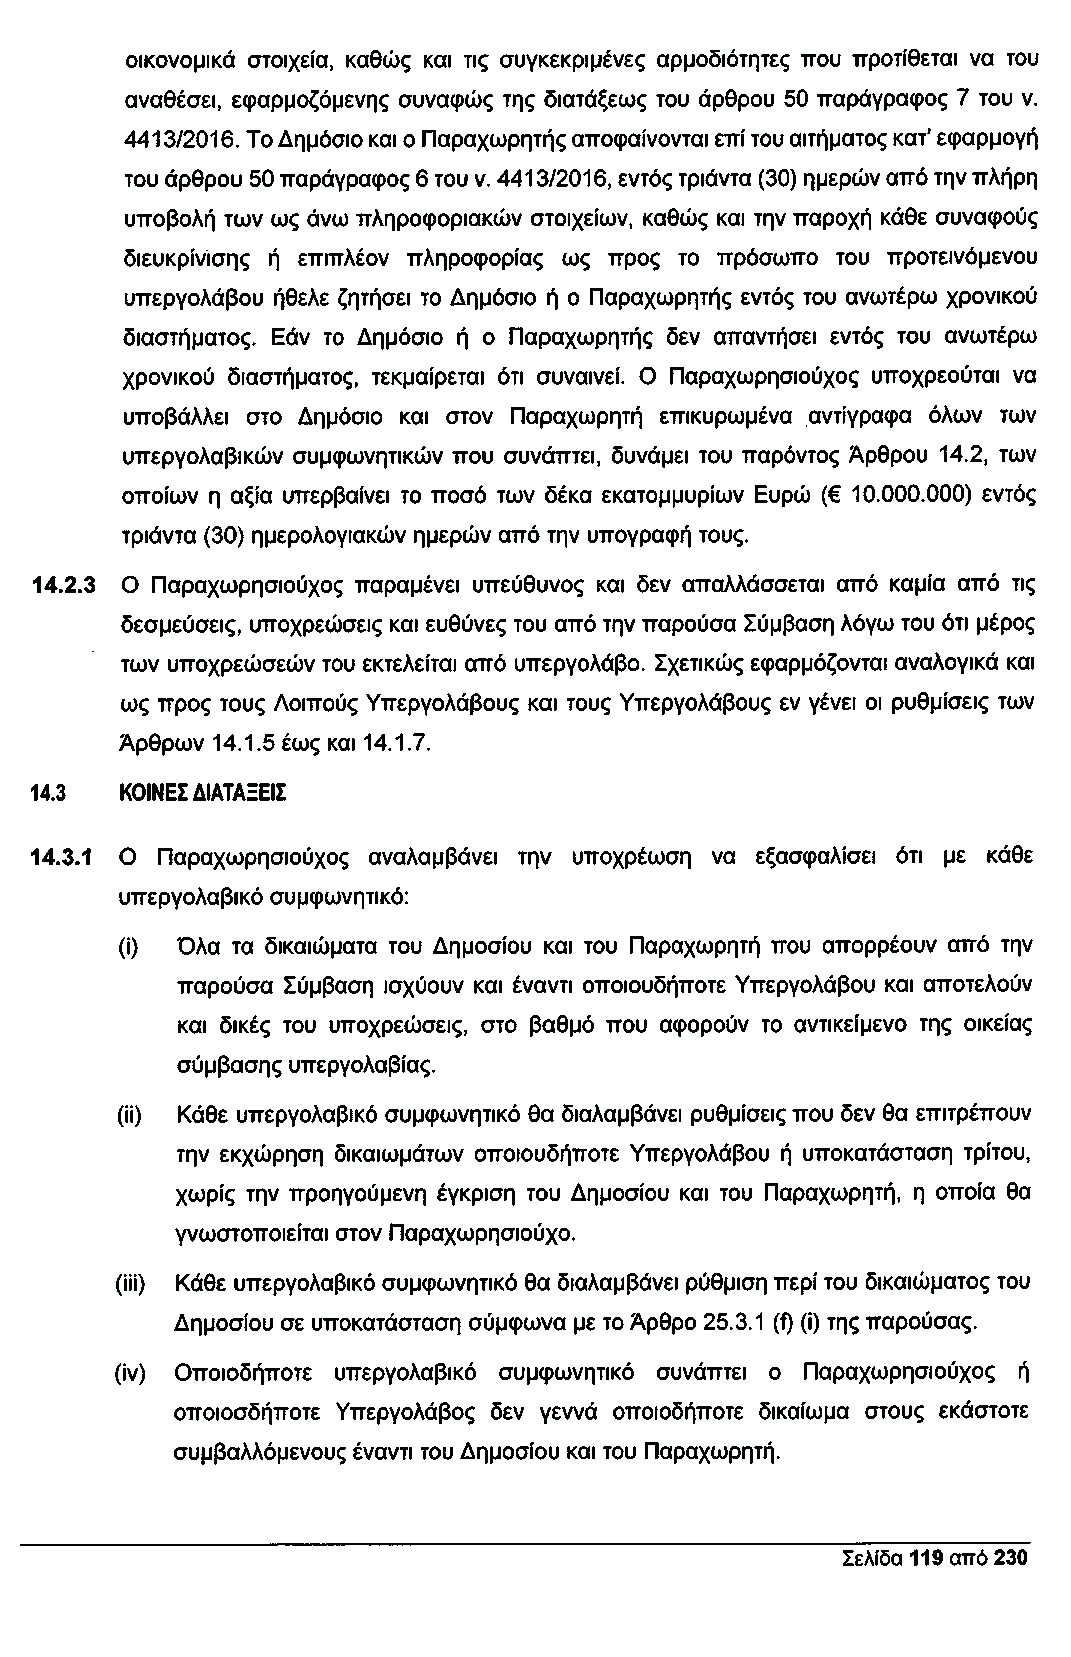 οικονομικά στοιχεία, καθώς και τις συγκεκριμένες αρμοδιότητες που προτίθεται να του
αναθέσει, εφαρμοζόμενης συναφώς της διατάξεως του άρθρου 50 παράγραφος 7 του ν.
4413/2016. Το Δημόσιο και ο Παραχωρητής αποφαίνονται επί του αιτήματος κατ' εφαρμογή
του άρθρου 50 παράγραφος 6 του ν. 4413/2016, εντός τριάντα (30) ημερών από την πλήρη
υποβολή των ως άνω πληροφοριακών στοιχείων, καθώς και την παροχή κάθε συναφούς
διευκρίνισης ή επιπλέον πληροφορίας ως προς το πρόσωπο του προτεινόμενου
υπεργολάβου ήθελε ζητήσει το Δημόσιο ή ο Παραχωρητής εντός του ανωτέρω χρονικού
διαστήματος. Εάν το Δημόσιο ή ο Παραχωρητής δεν απαντήσει εντός του ανωτέρω
χρονικού διαστήματος, τεκμαίρεται ότι συναινεί. Ο Παραχωρησιούχος υποχρεούται να
υποβάλλει στο Δημόσιο και στον Παραχωρητή επικυρωμένα αντίγραφα όλων των
υπεργολαβικών συμφωνητικών που συνάπτει, δυνάμει του παρόντος Άρθρου 14.2, των
οποίων η αξία υπερβαίνει το ποσό των δέκα εκατομμυρίων Ευρώ (€ 10.000.000) εντός
τριάντα (30) ημερολογιακών ημερών από την υπογραφή τους.
14.2.3 Ο Παραχωρησιούχος παραμένει υπεύθυνος και δεν απαλλάσσεται από καμία από τις
δεσμεύσεις, υποχρεώσεις και ευθύνες του από την παρούσα Σύμβαση λόγω του ότι μέρος
των υποχρεώσεών του εκτελείται από υπεργολάβο. Σχετικώς εφαρμόζονται αναλογικά και
ως προς τους Λοιπούς Υπεργολάβους και τους Υπεργολάβους εν γένει οι ρυθμίσεις των
Άρθρων 14.1.5 έως και 14.1.7.
14.3 ΚΟΙΝΕΣ ΔΙΑΤΑΞΕΙΣ
14.3.1 Ο Παραχωρησιούχος αναλαμβάνει την υποχρέωση να εξασφαλίσει ότι με κάθε
υπεργολαβικό συμφωνητικό:
(i) Όλα τα δικαιώματα του Δημοσίου και του Παραχωρητή που απορρέουν από την
παρούσα Σύμβαση ισχύουν και έναντι οποιουδήποτε Υπεργολάβου και αποτελούν
και δικές του υποχρεώσεις, στο βαθμό που αφορούν το αντικείμενο της οικείας
σύμβασης υπεργολαβίας.
(ii) Κάθε υπεργολαβικό συμφωνητικό θα διαλαμβάνει ρυθμίσεις που δεν θα επιτρέπουν
την εκχώρηση δικαιωμάτων οποιουδήποτε Υπεργολάβου ή υποκατάσταση τρίτου,
χωρίς την προηγούμενη έγκριση του Δημοσίου και του Παραχωρητή, η οποία θα
γνωστοποιείται στον Παραχωρησιούχο.
(iii) Κάθε υπεργολαβικό συμφωνητικό θα διαλαμβάνει ρύθμιση περί του δικαιώματος του
Δημοσίου σε υποκατάσταση σύμφωνα με το Άρθρο 25.3.1 (f) (i) της παρούσας.
(iv) Οποιοδήποτε υπεργολαβικό συμφωνητικό συνάπτει ο Παραχωρησιούχος ή
οποιοσδήποτε Υπεργολάβος δεν γεννά οποιοδήποτε δικαίωμα στους εκάστοτε
συμβαλλόμενους έναντι του Δημοσίου και του Παραχωρητή.
Σελίδα 119 από 230